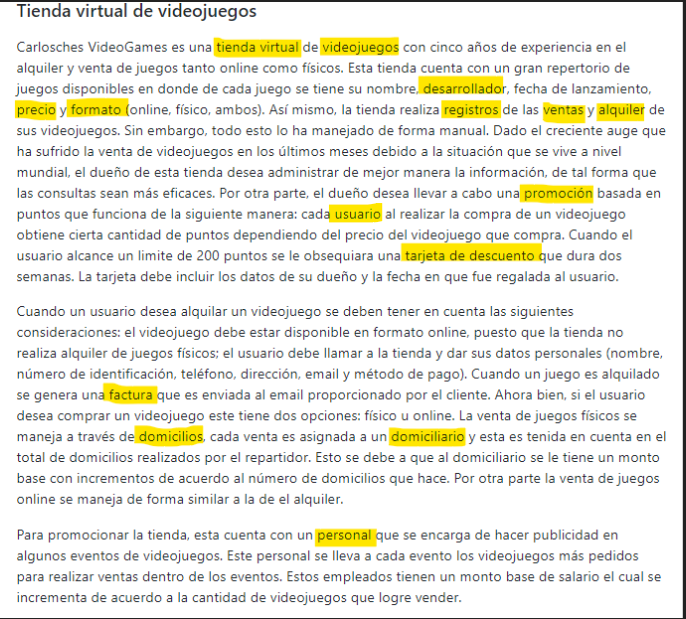 Tienda virtual de videojuegos
Carlosches VideoGames es una tienda virtual de videojuegos con cinco años de experiencia en el
alquiler y venta de juegos tanto online como físicos. Esta tienda cuenta con un gran repertorio de
juegos disponibles en donde de cada juego se tiene su nombre, desarrollador, fecha de lanzamiento,
precio y formato (online, físico, ambos). Así mismo, la tienda realiza registros de las ventas y alquiler de
sus videojuegos. Sin embargo, todo esto lo ha manejado de forma manual. Dado el creciente auge que
ha sufrido la venta de videojuegos en los últimos meses debido a la situación que se vive a nivel
mundial, el dueño de esta tienda desea administrar de mejor manera la información, de tal forma que
las consultas sean más eficaces. Por otra parte, el dueño desea llevar a cabo una promoción basada en
puntos que funciona de la siguiente manera: cada usuario al realizar la compra de un videojuego
obtiene cierta cantidad de puntos dependiendo del precio del videojuego que compra. Cuando el
usuario alcance un limite de 200 puntos se le obsequiara una tarjeta de descuento que dura dos
semanas. La tarjeta debe incluir los datos de su dueño y la fecha en que fue regalada al usuario.
Cuando un usuario desea alquilar un videojuego se deben tener en cuenta las siguientes
consideraciones: el videojuego debe estar disponible en formato online, puesto que la tienda no
realiza alquiler de juegos físicos; el usuario debe llamar a la tienda y dar sus datos personales (nombre,
número de identificación, teléfono, dirección, email y método de pago). Cuando un juego es alquilado
se genera una factura que es enviada al email proporcionado por el cliente. Ahora bien, si el usuario
desea comprar un videojuego este tiene dos opciones: físico u online. La venta de juegos físicos se
maneja a través de domicilios, cada venta es asignada a un domiciliario y esta es tenida en cuenta en el
total de domicilios realizados por el repartidor. Esto se debe a que al domiciliario se le tiene un monto
base con incrementos de acuerdo al número de domicilios que hace. Por otra parte la venta de juegos
online se maneja de forma similar a la de el alquiler.
Para promocionar la tienda, esta cuenta con un personal que se encarga de hacer publicidad en
algunos eventos de videojuegos. Este personal se lleva a cada evento los videojuegos más pedidos
para realizar ventas dentro de los eventos. Estos empleados tienen un monto base de salario el cual se
incrementa de acuerdo a la cantidad de videojuegos que logre vender.